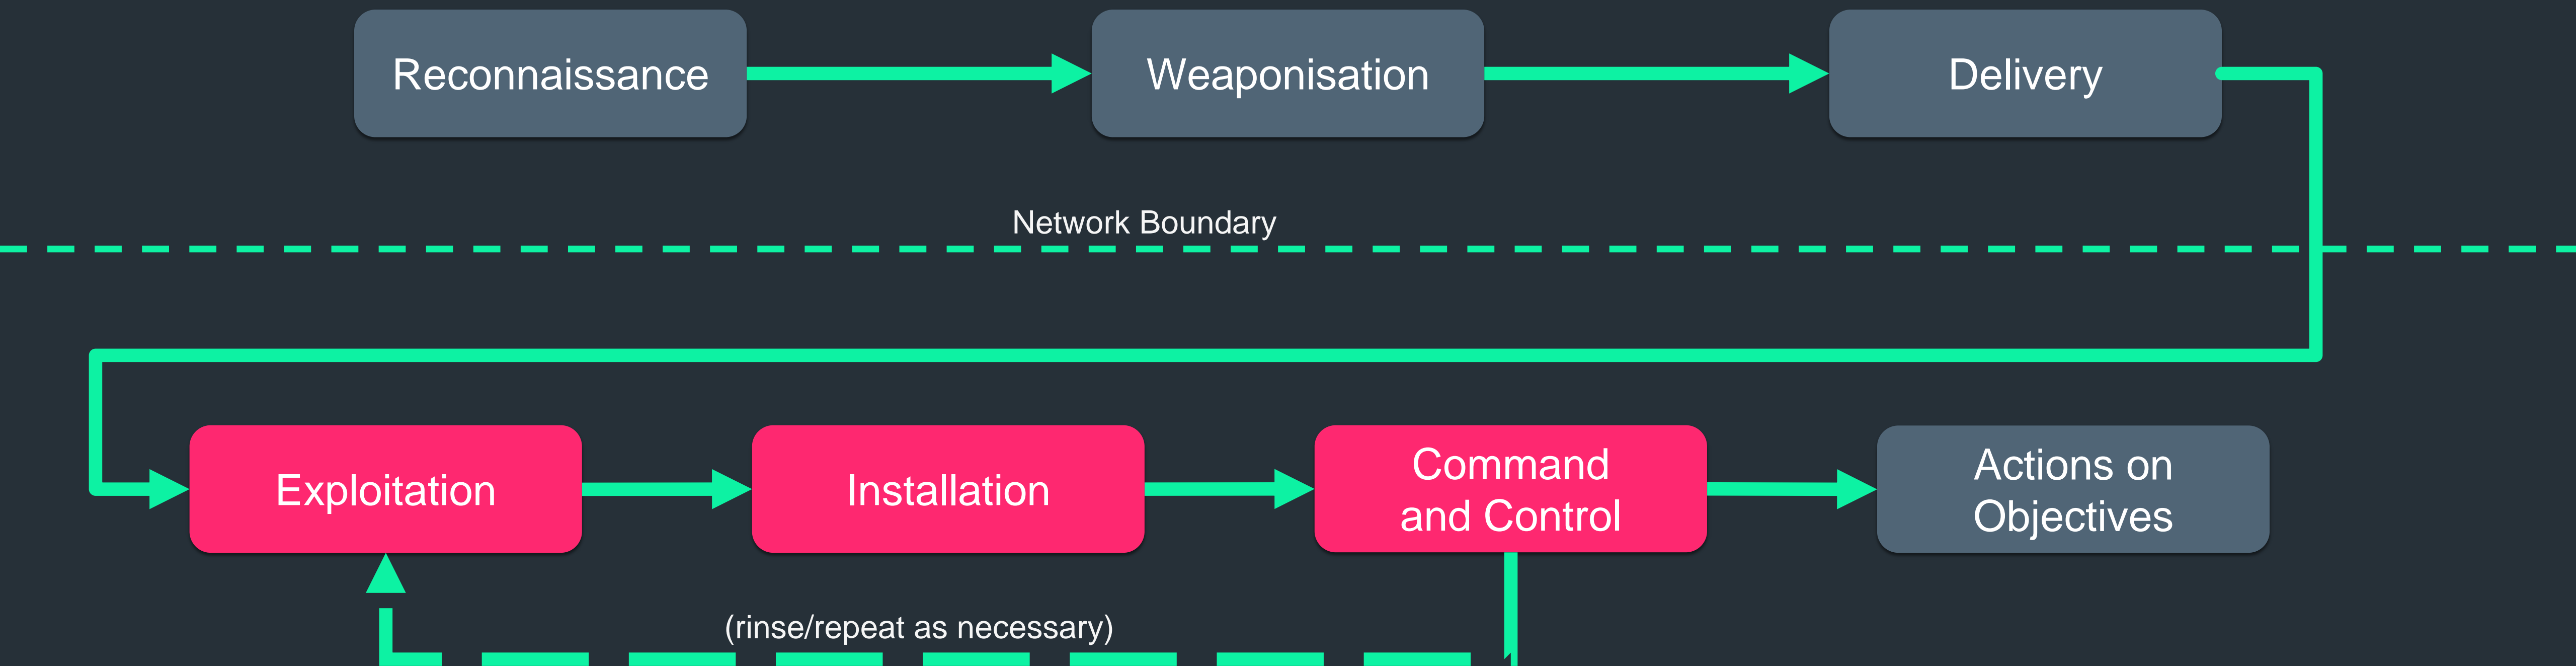 Reconnaissance
Weaponisation
Delivery
Network Boundary
Exploitation
Installation
Command
and Control
Actions on
Objectives
(rinse/repeat as necessary)